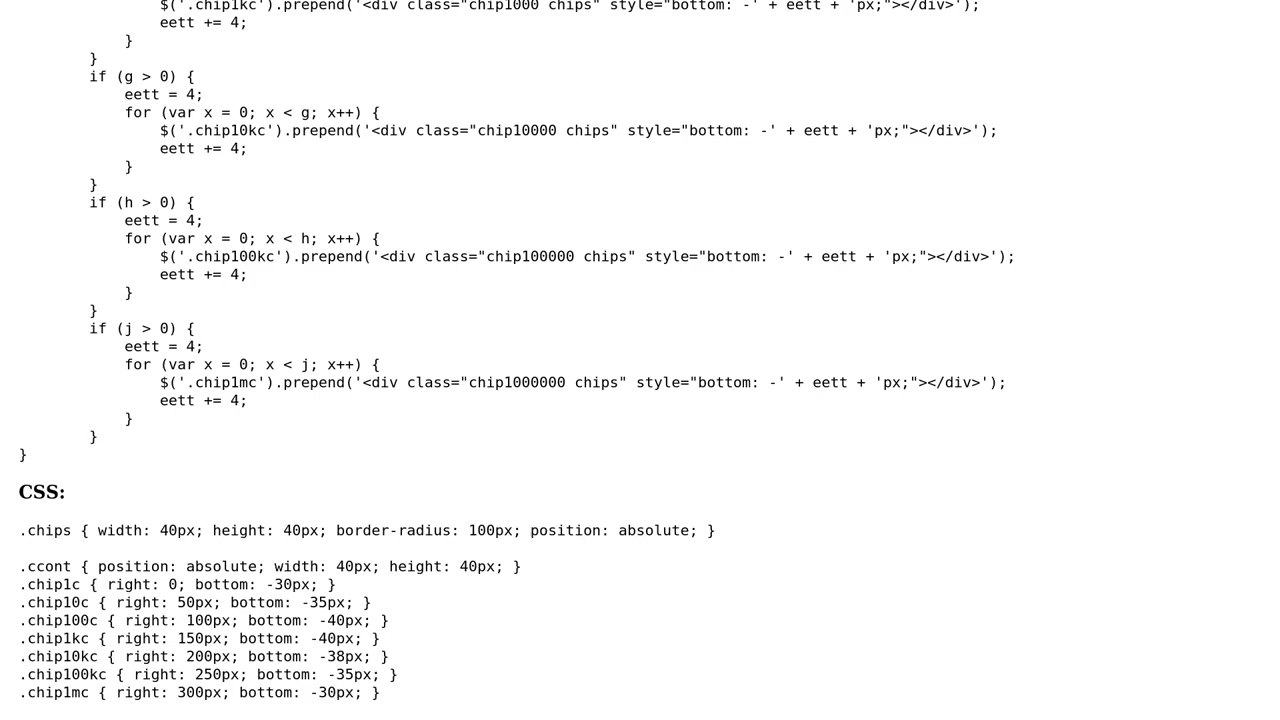 $('.chip1kc').prepend('<div class="chip1000 chips" style="bottom: -' + eett + 'px;"></div>');
                eett += 4;
            }
        }
        if (g > 0) {
            eett = 4;
            for (var x = 0; x < g; x++) {
                $('.chip10kc').prepend('<div class="chip10000 chips" style="bottom: -' + eett + 'px;"></div>');
                eett += 4;
            }
        }
        if (h > 0) {
            eett = 4;
            for (var x = 0; x < h; x++) {
                $('.chip100kc').prepend('<div class="chip100000 chips" style="bottom: -' + eett + 'px;"></div>');
                eett += 4;
            }
        }
        if (j > 0) {
            eett = 4;
            for (var x = 0; x < j; x++) {
                $('.chip1mc').prepend('<div class="chip1000000 chips" style="bottom: -' + eett + 'px;"></div>');
                eett += 4;
            }
        }
}
CSS:
.chips { width: 40px; height: 40px; border-radius: 100px; position: absolute; }
.ccont { position: absolute; width: 40px; height: 40px; }
.chip1c { right: 0; bottom: -30px; }
.chip10c { right: 50px; bottom: -35px; }
.chip100c { right: 100px; bottom: -40px; }
.chip1kc { right: 150px; bottom: -40px; }
.chip10kc { right: 200px; bottom: -38px; }
.chip100kc { right: 250px; bottom: -35px; }
.chip1mc { right: 300px; bottom: -30px; }